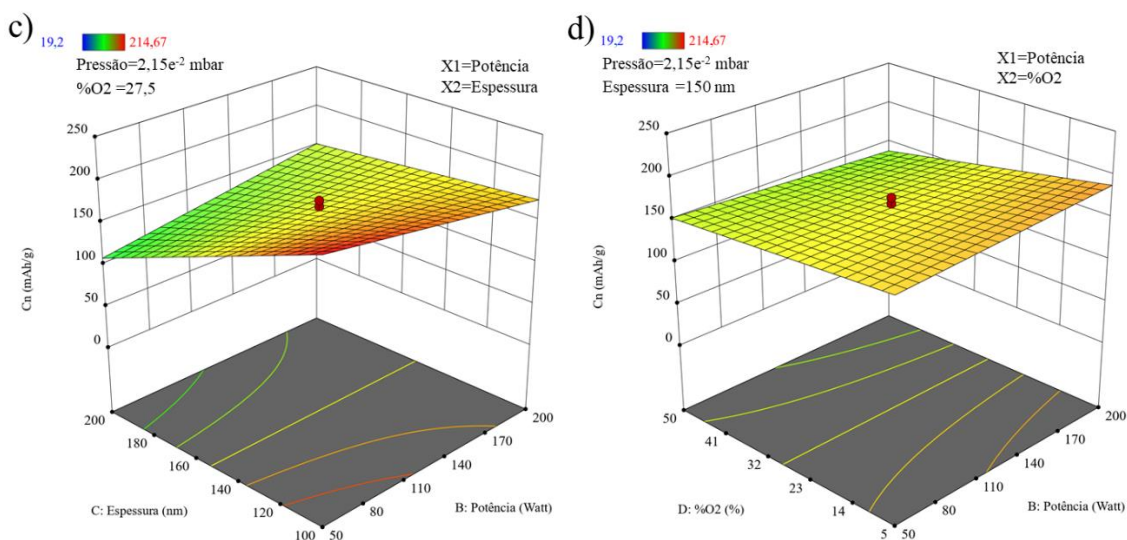 c)
19,2 214,67
Pressão=2,15e-² mbar
%O2 =27,5
X1=Potência
X2=Espessura
250
200
150
100
50
0
Cn (mAh/g)
200
180
160
140
120
100
50
80
110
140
170
200
C: Espessura (nm)
B: Potência (Watt)
d)
19,2 214,67
Pressão=2,15e-² mbar
Espessura =150 nm
X1=Potência
X2=%O2
250
200
150
100
50
0
Cn (mAh/g)
50
41
32
23
14
5
50
80
110
140
170
200
D: %O2 (%)
B: Potência (Watt)